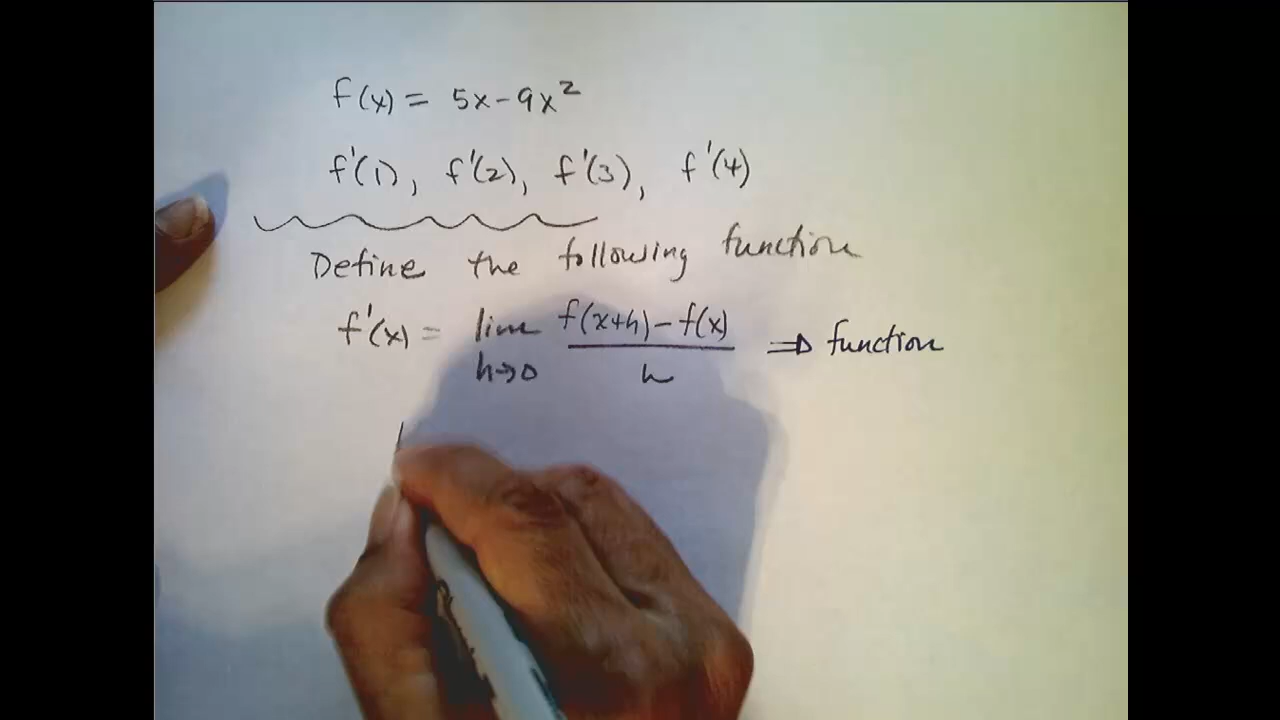 f(x) = 5x - 9x²
f'(1), f'(2), f'(3), f'(4)
Define the following function
f'(x) = lim h→0 (f(x+h) - f(x))/h ⇒ function